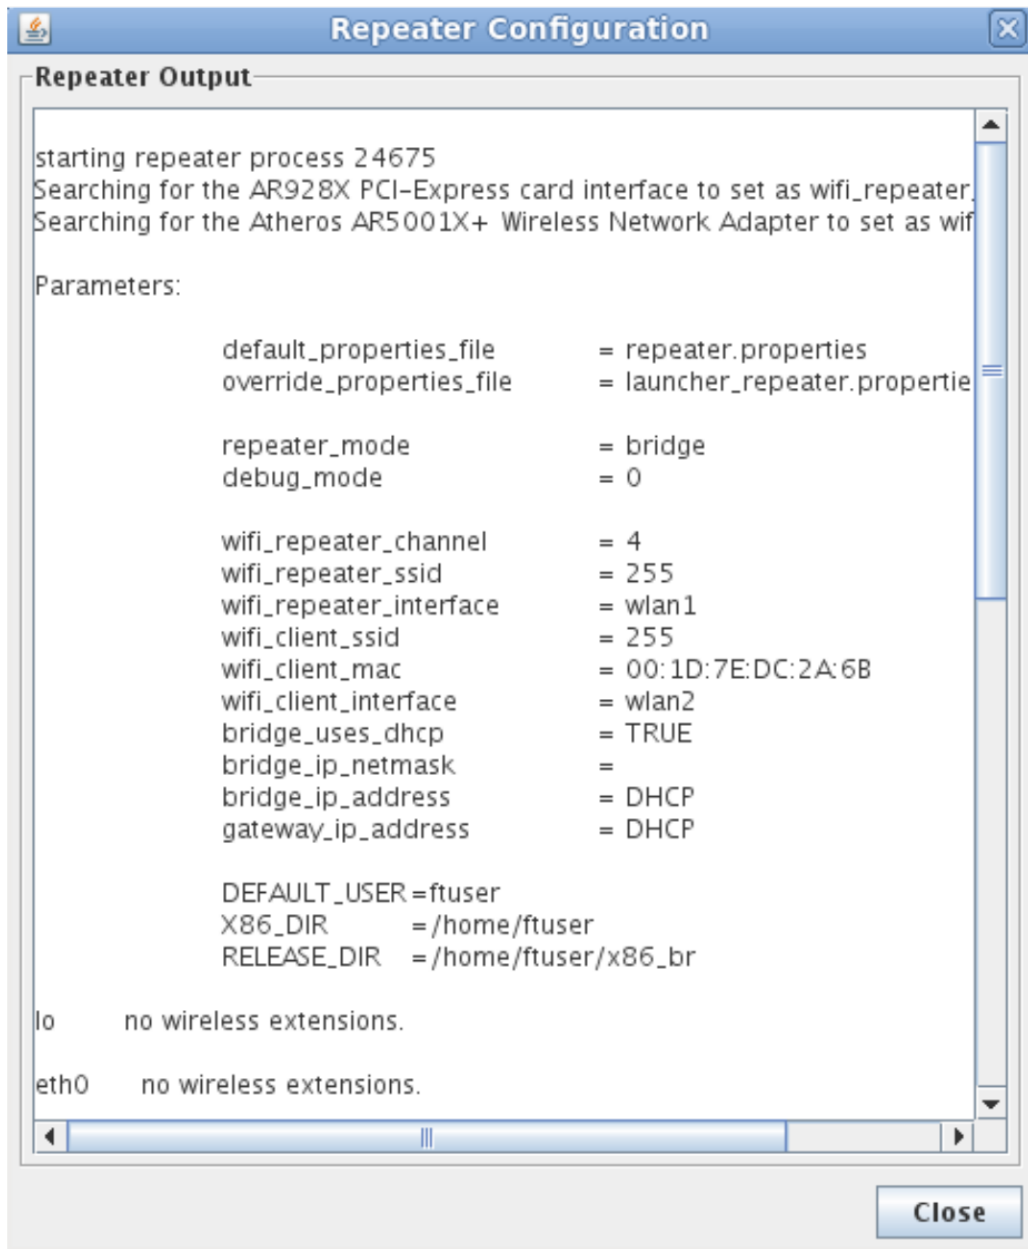 Repeater Configuration
Repeater Output
starting repeater process 24675
Searching for the AR928X PCI-Express card interface to set as wifi_repeater_
Searching for the Atheros AR5001X+ Wireless Network Adapter to set as wif
Parameters:
default_properties_file = repeater.properties
override_properties_file = launcher_repeater.propertie
repeater_mode = bridge
debug_mode = 0
wifi_repeater_channel = 4
wifi_repeater_ssid = 255
wifi_repeater_interface = wlan1
wifi_client_ssid = 255
wifi_client_mac = 00:1D:7E:DC:2A:6B
wifi_client_interface = wlan2
bridge_uses_dhcp = TRUE
bridge_ip_netmask =
bridge_ip_address = DHCP
gateway_ip_address = DHCP
DEFAULT_USER =ftuser
X86_DIR =/home/ftuser
RELEASE_DIR =/home/ftuser/x86_br
lo no wireless extensions.
eth0 no wireless extensions.
Close